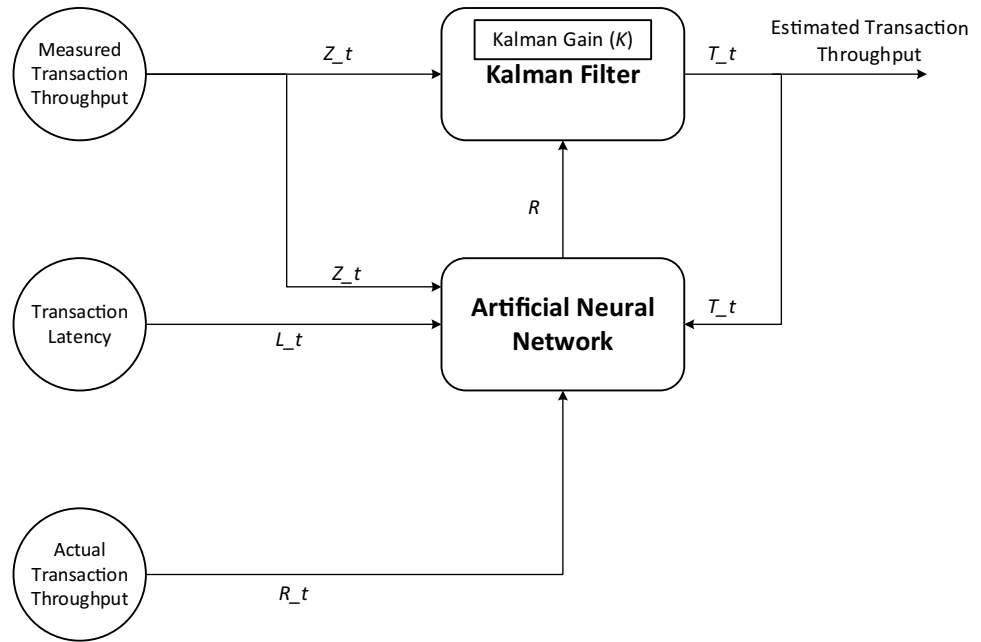 Measured
Transaction
Throughput
Z_t
Kalman Gain (K)
Kalman Filter
T_t
Estimated Transaction
Throughput
R
Z_t
Transaction
Latency
L_t
Artificial Neural
Network
T_t
Actual
Transaction
Throughput
R_t